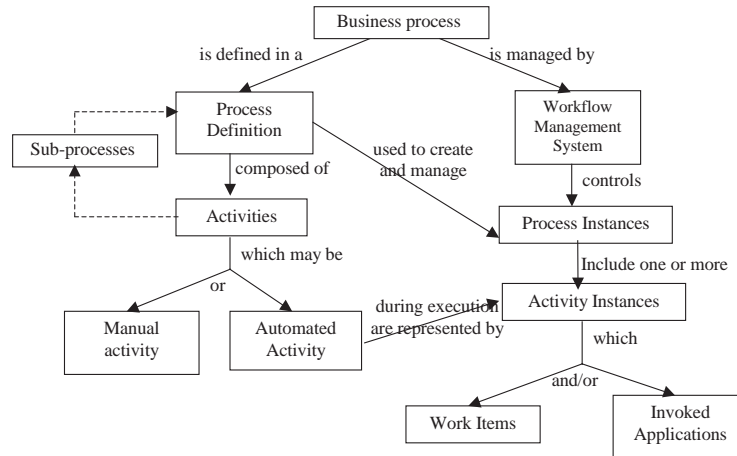 Business process
is defined in a
is managed by
Process
Definition
Workflow
Management
System
Sub-processes
used to create
and manage
composed of
controls
Activities
Process Instances
which may be
Include one or more
or
during execution
are represented by
Activity Instances
Manual
activity
Automated
Activity
which
and/or
Work Items
Invoked
Applications